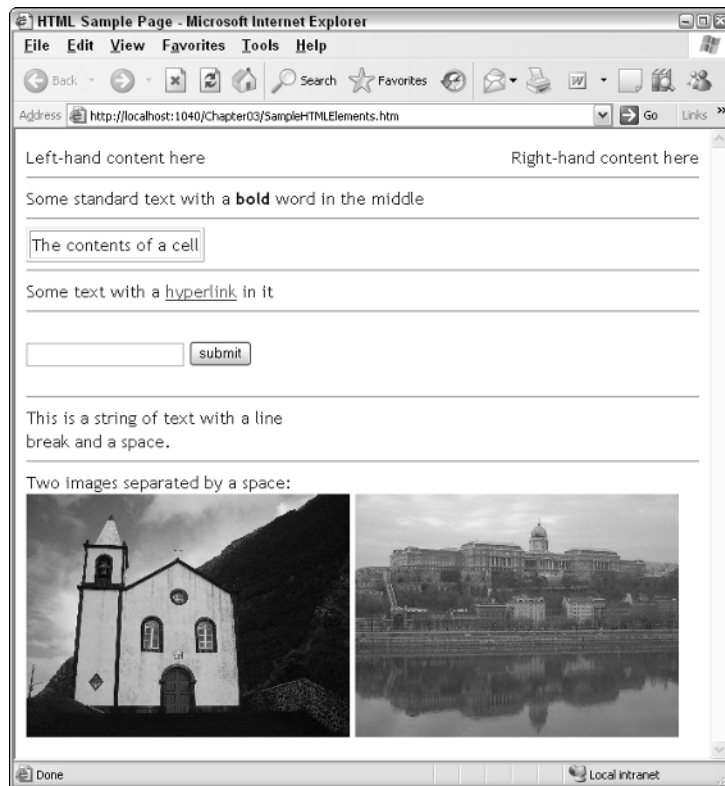 HTML Sample Page - Microsoft Internet Explorer
File Edit View Favorites Tools Help
Back Search Favorites W
Address http://localhost:1040/Chapter03/SampleHTMLElements.htm Go Links »
Left-hand content here Right-hand content here
Some standard text with a bold word in the middle
The contents of a cell
Some text with a hyperlink in it
submit
This is a string of text with a line
break and a space.
Two images separated by a space:
Done Local intranet